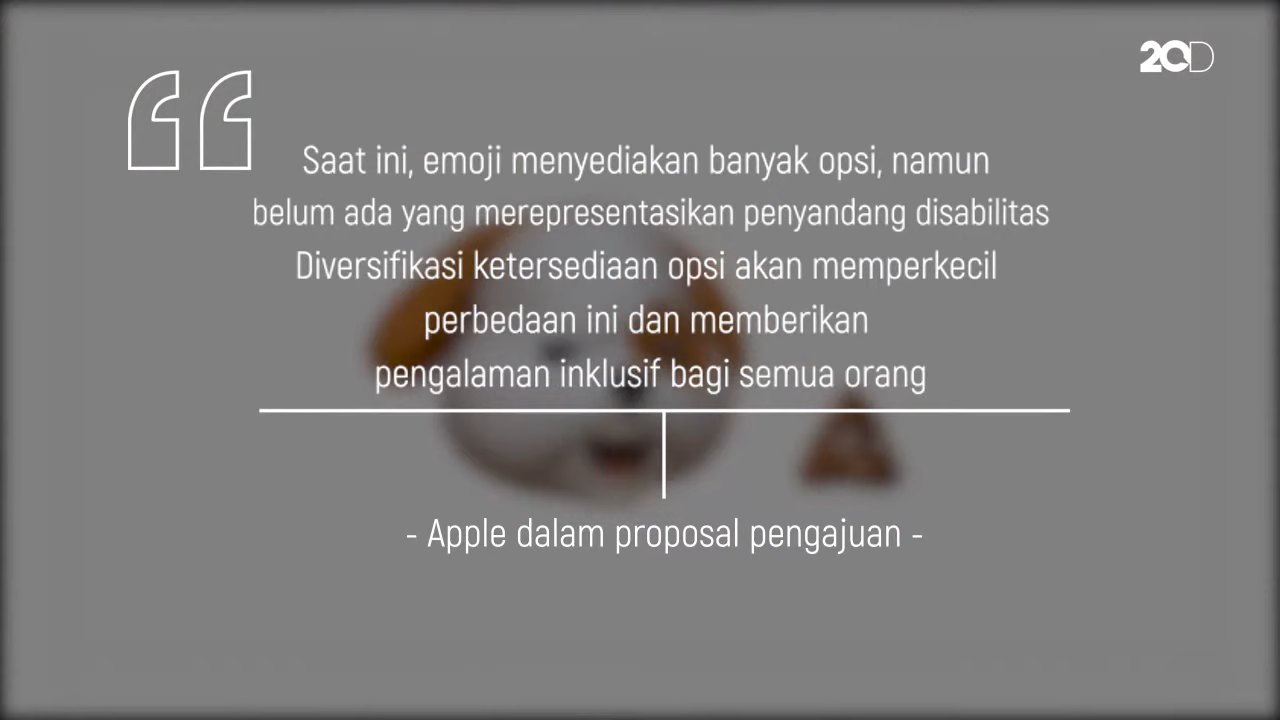 20D
Saat ini, emoji menyediakan banyak opsi, namun
belum ada yang merepresentasikan penyandang disabilitas
Diversifikasi ketersediaan opsi akan memperkecil
perbedaan ini dan memberikan
pengalaman inklusif bagi semua orang
- Apple dalam proposal pengajuan -